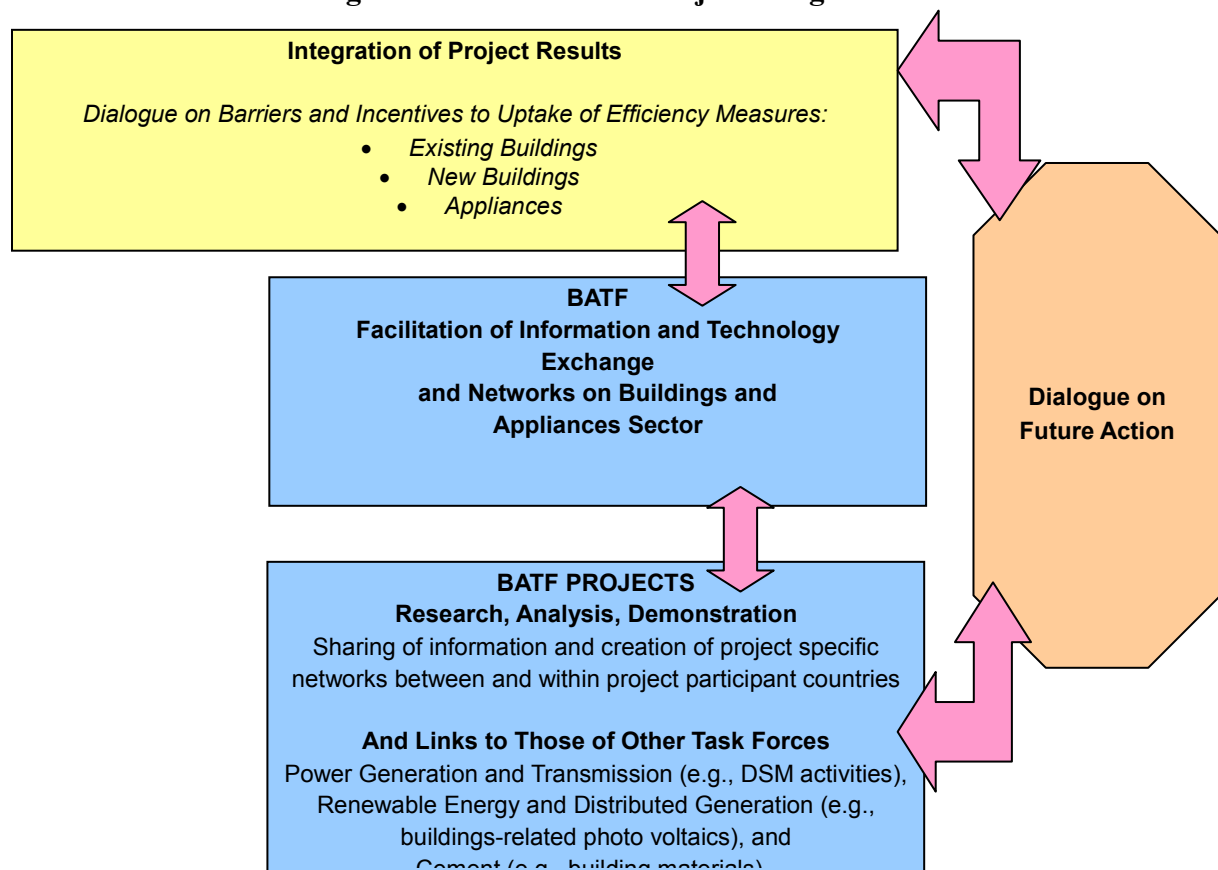 Integration of Project Results
Dialogue on Barriers and Incentives to Uptake of Efficiency Measures:
• Existing Buildings
• New Buildings
• Appliances
BATF
Facilitation of Information and Technology
Exchange
and Networks on Buildings and
Appliances Sector
Dialogue on
Future Action
BATF PROJECTS
Research, Analysis, Demonstration
Sharing of information and creation of project specific
networks between and within project participant countries
And Links to Those of Other Task Forces
Power Generation and Transmission (e.g., DSM activities),
Renewable Energy and Distributed Generation (e.g.,
buildings-related photo voltaics), and
Cement (e.g., building materials)